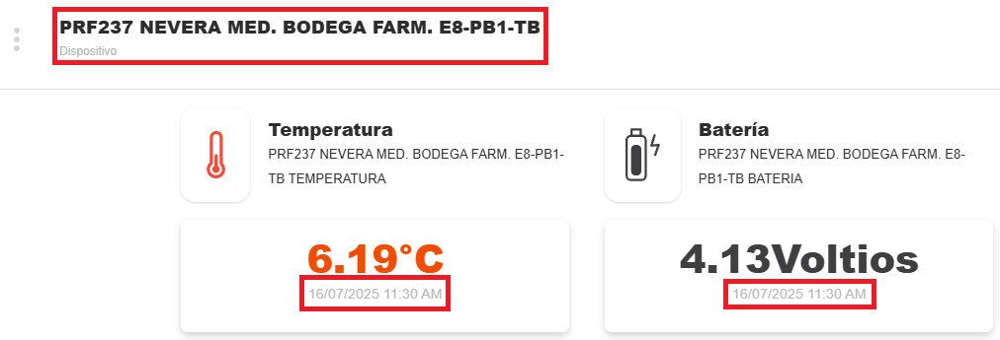 PRF237 NEVERA MED. BODEGA FARM. E8-PB1-TB
Dispositivo
Temperatura
PRF237 NEVERA MED. BODEGA FARM. E8-PB1-
TB TEMPERATURA
Batería
PRF237 NEVERA MED. BODEGA FARM. E8-
PB1-TB BATERIA
6.19°C
16/07/2025 11:30 AM
4.13Voltios
16/07/2025 11:30 AM